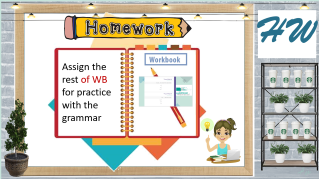 Homework
HW
Workbook
Assign the
rest of WB
for practice
with the
grammar